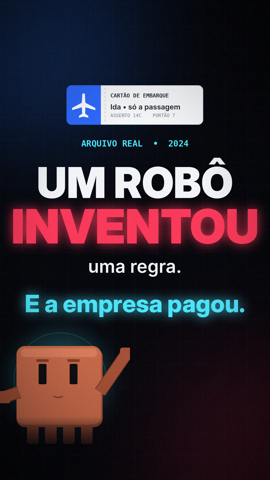 CARTÃO DE EMBARQUE
Ida • só a passagem
ASSENTO 14C PORTÃO 7
ARQUIVO REAL • 2024
UM ROBÔ
INVENTOU
uma regra.
E a empresa pagou.